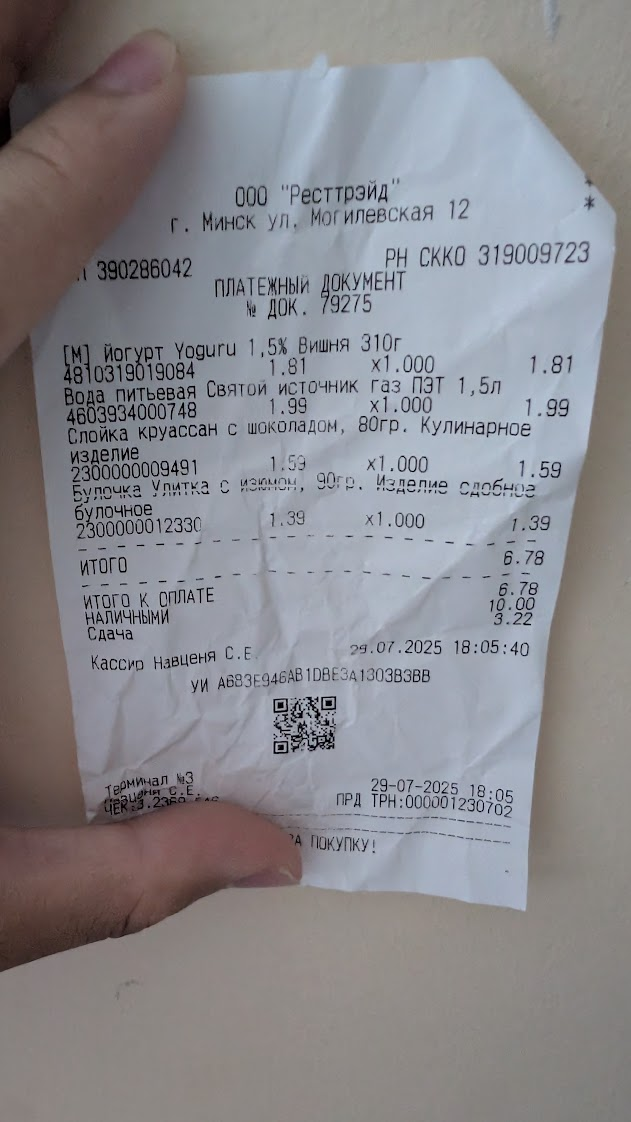 ООО "Ресттрэйд"
г. Минск ул. Могилевская 12
*
*
390286042 РН СККО 319009723
ПЛАТЕЖНЫЙ ДОКУМЕНТ
№ ДОК. 79275
[М] Йогурт Yoguru 1,5% Вишня 310г
4810319019084 1.81 x1.000 1.81
Вода питьевая Святой источник газ ПЭТ 1,5л
4603934000748 1.99 x1.000 1.99
Слойка круассан с шоколадом, 80гр. Кулинарное
изделие
2300000009491 1.59 x1.000 1.59
Булочка Улитка с изюмом, 90гр. Изделие сдобное
булочное
2300000012330 1.39 x1.000 1.39
ИТОГО 6.78
ИТОГО К ОПЛАТЕ 6.78
НАЛИЧНЫМИ 10.00
Сдача 3.22
Кассир Навценя С.Е. 29.07.2025 18:05:40
УИ A683E946AB1DBE3A1303B3BB
Терминал №3 29-07-2025 18:05
Навценя С.Е. ПРД ТРН:000001230702
ЧЕК:
ПОКУПКУ!